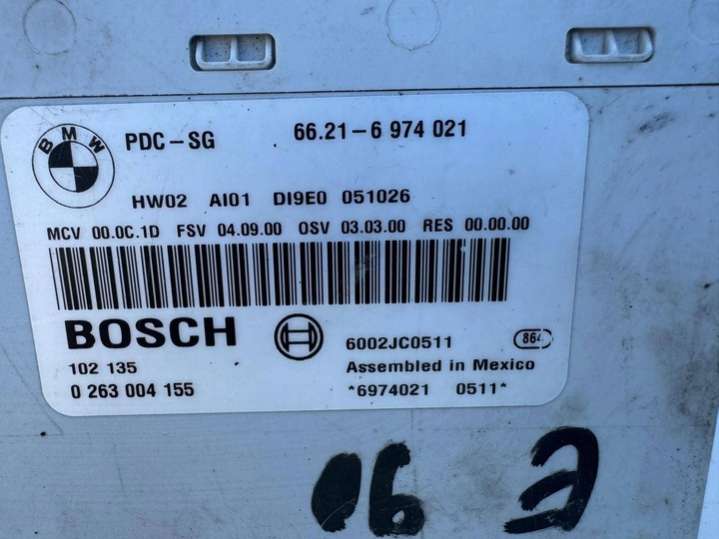 BMW
PDC-SG 66.21-6 974 021
HW02 AI01 DI9E0 051026
MCV 00.0C.1D FSV 04.09.00 OSV 03.03.00 RES 00.00.00
BOSCH
6002JC0511 864
102 135 Assembled in Mexico
0 263 004 155 *6974021 0511*
E 90